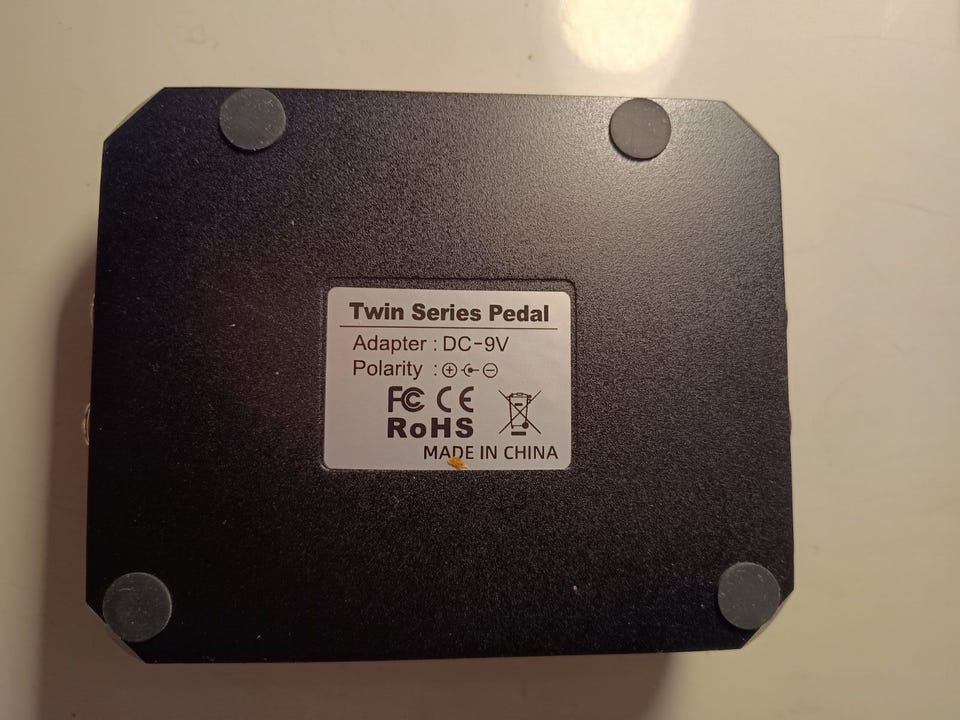 Twin Series Pedal
Adapter : DC-9V
Polarity :
FC CE
RoHS
MADE IN CHINA